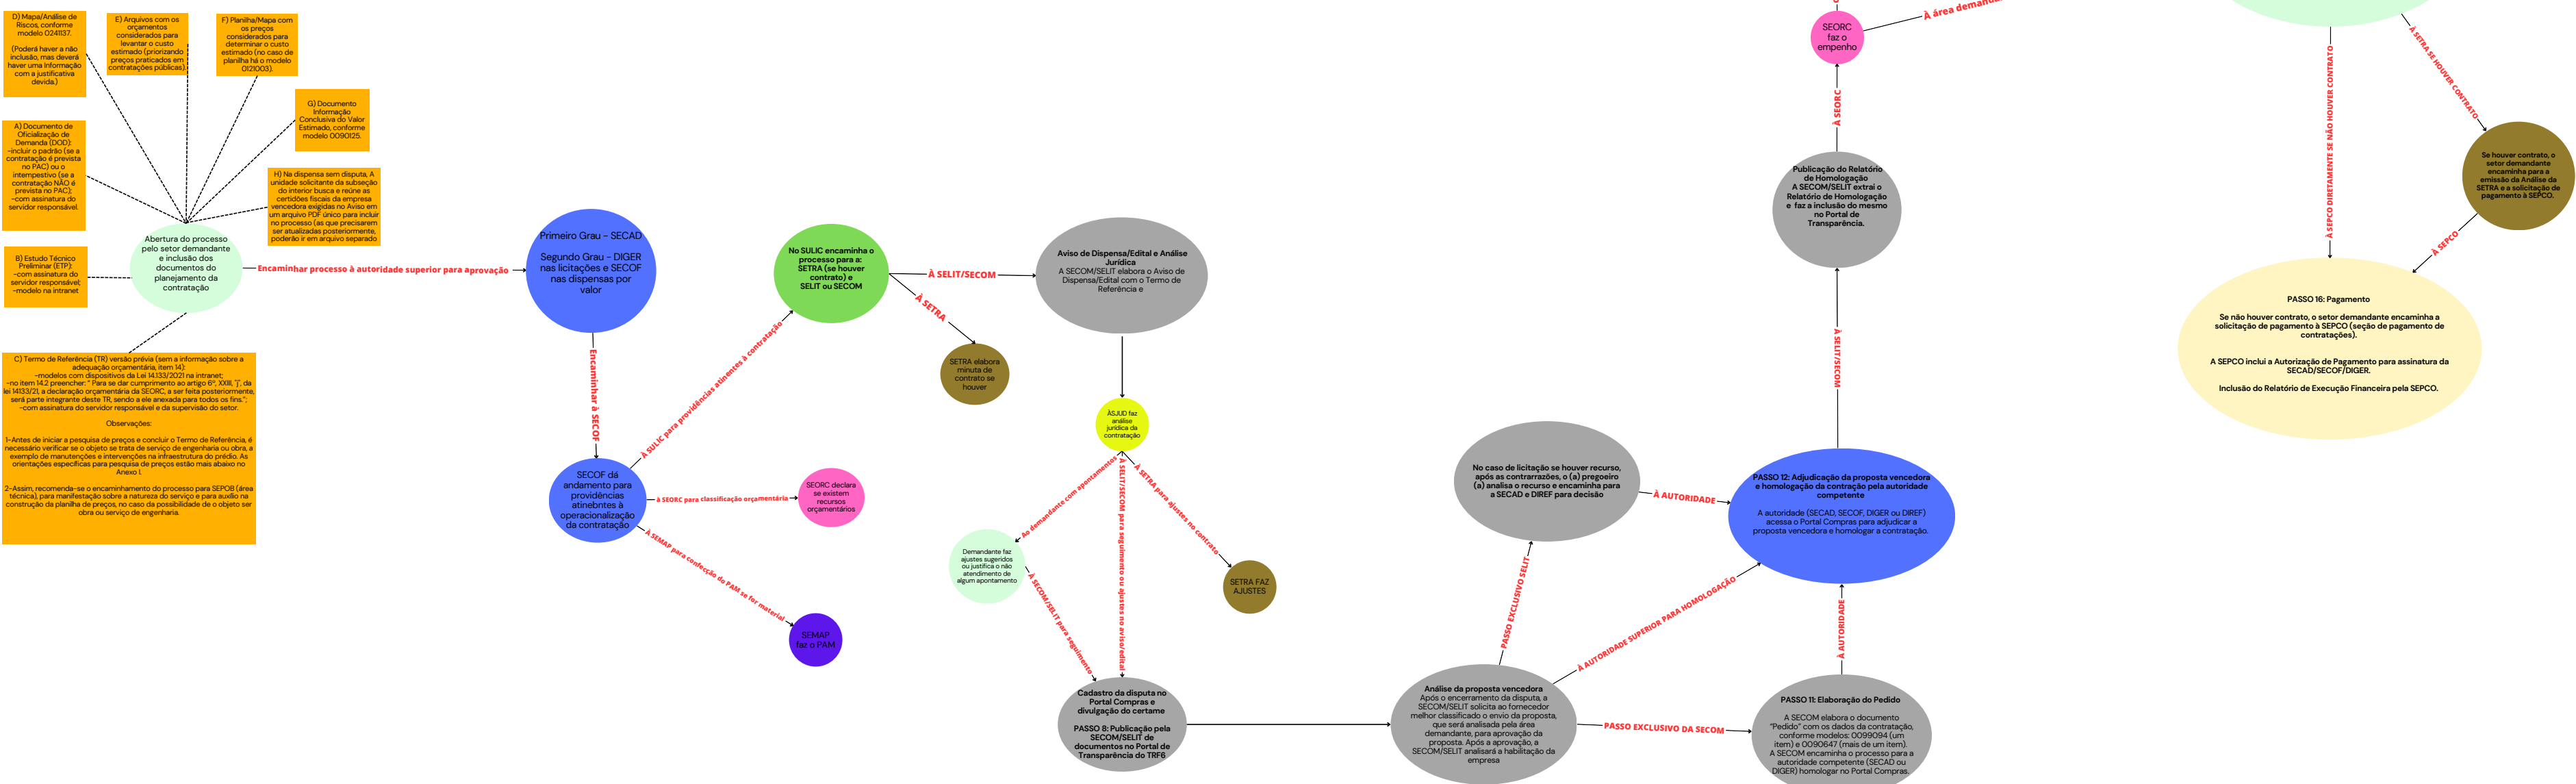 D) Mapa/Análise de
Riscos, conforme
modelo 0241137.
(Poderá haver a não
inclusão, mas deverá
haver uma Informação
com a justificativa
devida.)
E) Arquivos com os
orçamentos
considerados para
levantar o custo
estimado (priorizando
preços praticados em
contratações públicas).
F) Planilha/Mapa com
os preços
considerados para
determinar o custo
estimado (no caso de
planilha há o modelo
0121003).
G) Documento
Informação
Conclusiva do Valor
Estimado, conforme
modelo 0090125.
A) Documento de
Oficialização de
Demanda (DOD):
-incluir o padrão (se a
contratação é prevista
no PAC) ou o
intempestivo (se a
contratação NÃO é
prevista no PAC);
-com assinatura do
servidor responsável.
H) Na dispensa sem disputa, A
unidade solicitante da subseção
do interior busca e reúne as
certidões fiscais da empresa
vencedora exigidas no Aviso em
um arquivo PDF único para incluir
no processo (as que precisarem
ser atualizadas posteriormente,
poderão ir em arquivo separado
B) Estudo Técnico
Preliminar (ETP):
-com assinatura do
servidor responsável;
-modelo na intranet
Abertura do processo
pelo setor demandante
e inclusão dos
documentos do
planejamento da
contratação
Encaminhar processo à autoridade superior para aprovação
C) Termo de Referência (TR) versão prévia (sem a informação sobre a
adequação orçamentária, item 14):
-modelos com dispositivos da Lei 14.133/2021 na intranet;
-no item 14.2 preencher: " Para se dar cumprimento ao artigo 6º, XXIII, "j", da
lei 14133/21, a declaração orçamentária da SEORC, a ser feita posteriormente,
será parte integrante deste TR, sendo a ele anexada para todos os fins.";
-com assinatura do servidor responsável e da supervisão do setor.
Observações:
1-Antes de iniciar a pesquisa de preços e concluir o Termo de Referência, é
necessário verificar se o objeto se trata de serviço de engenharia ou obra, a
exemplo de manutenções e intervenções na infraestrutura do prédio. As
orientações específicas para pesquisa de preços estão mais abaixo no
Anexo I.
2-Assim, recomenda-se o encaminhamento do processo para SEPOB (área
técnica), para manifestação sobre a natureza do serviço e para auxílio na
construção da planilha de preços, no caso da possibilidade de o objeto ser
obra ou serviço de engenharia.
Primeiro Grau - SECAD
Segundo Grau - DIGER
nas licitações e SECOF
nas dispensas por
valor
Encaminhar à SECOF
SECOF dá
andamento para
providências
atinebntes à
operacionalização
da contratação
À SULIC para providências atinentes à contratação
à SEORC para classificação orçamentária
À SEMAP para confecção do PAM se for material
SEORC declara
se existem
recursos
orçamentários
SEMAP
faz o PAM
No SULIC encaminha o
processo para a:
SETRA (se houver
contrato) e
SELIT ou SECOM
À SELIT/SECOM
À SETRA
SETRA elabora
minuta de
contrato se
houver
Aviso de Dispensa/Edital e Análise
Jurídica
A SECOM/SELIT elabora o Aviso de
Dispensa/Edital com o Termo de
Referência e
ÀSJUD faz
análise
jurídica da
contratação
Ao demandante com apontamentos
À SELIT/SECOM para seguimento ou ajustes no aviso/edital
À SETRA para ajustes no contrato
Demandante faz
ajustes sugeridos
ou justifica o não
atendimento de
algum apontamento
À SECOM/SELIT para seguimento
SETRA FAZ
AJUSTES
Cadastro da disputa no
Portal Compras e
divulgação do certame
PASSO 8: Publicação pela
SECOM/SELIT de
documentos no Portal de
Transparência do TRF6
Análise da proposta vencedora
Após o encerramento da disputa, a
SECOM/SELIT solicita ao fornecedor
melhor classificado o envio da proposta,
que será analisada pela área
demandante, para aprovação da
proposta. Após a aprovação, a
SECOM/SELIT analisará a habilitação da
empresa
PASSO EXCLUSIVO SELIT
À AUTORIDADE SUPERIOR PARA HOMOLOGAÇÃO
PASSO EXCLUSIVO DA SECOM
No caso de licitação se houver recurso,
após as contrarrazões, o (a) pregoeiro
(a) analisa o recurso e encaminha para
a SECAD e DIREF para decisão
À AUTORIDADE
PASSO 11: Elaboração do Pedido
A SECOM elabora o documento
"Pedido" com os dados da contratação,
conforme modelos: 0099094 (um
item) e 0090647 (mais de um item).
A SECOM encaminha o processo para a
autoridade competente (SECAD ou
DIGER) homologar no Portal Compras.
À AUTORIDADE
PASSO 12: Adjudicação da proposta vencedora
e homologação da contração pela autoridade
competente
A autoridade (SECAD, SECOF, DIGER ou DIREF)
acessa o Portal Compras para adjudicar a
proposta vencedora e homologar a contratação.
À SELIT/SECOM
Publicação do Relatório
de Homologação
A SECOM/SELIT extrai o
Relatório de Homologação
e faz a inclusão do mesmo
no Portal de
Transparência.
À SEORC
SEORC
faz o
empenho
À área demand
À SEPCO DIRETAMENTE SE NÃO HOUVER CONTRATO
À SETRA SE HOUVER CONTRATO
Se houver contrato, o
setor demandante
encaminha para a
emissão da Análise da
SETRA e a solicitação de
pagamento à SEPCO.
À SEPCO
PASSO 16: Pagamento
Se não houver contrato, o setor demandante encaminha a
solicitação de pagamento à SEPCO (seção de pagamento de
contratações).
A SEPCO inclui a Autorização de Pagamento para assinatura da
SECAD/SECOF/DIGER.
Inclusão do Relatório de Execução Financeira pela SEPCO.